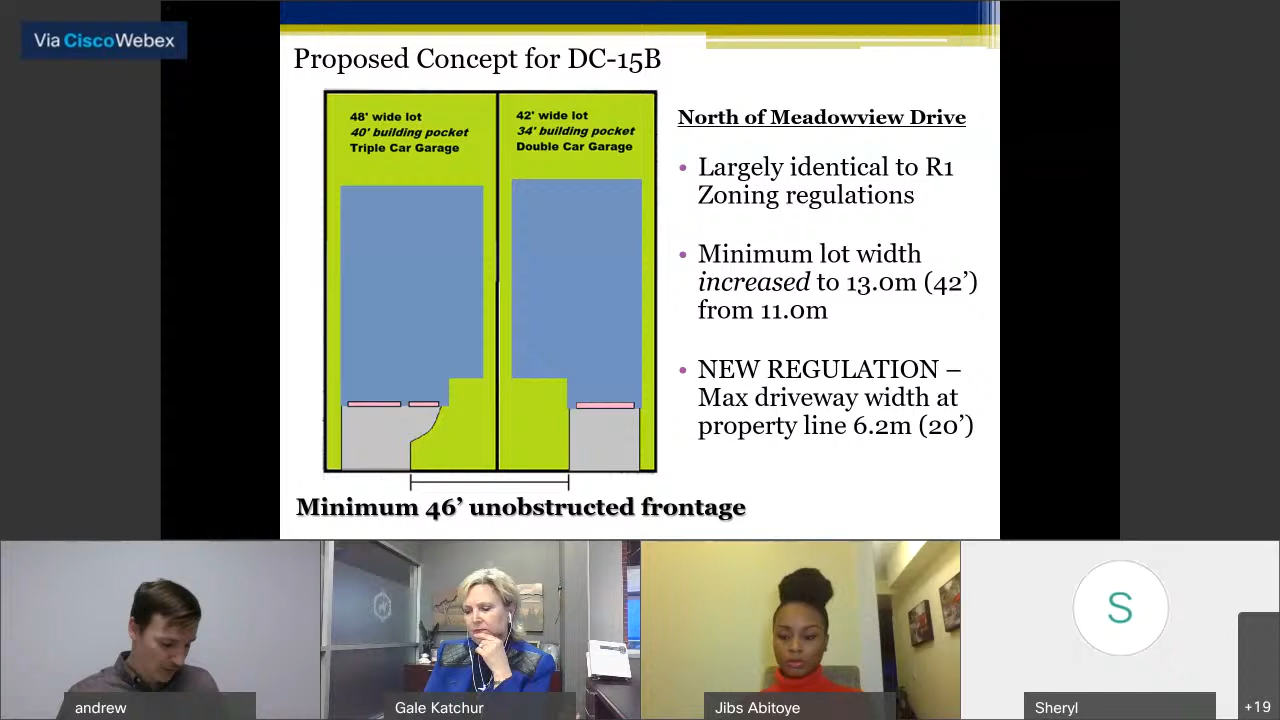 Via Cisco Webex
Proposed Concept for DC-15B
48' wide lot
40' building pocket
Triple Car Garage
42' wide lot
34' building pocket
Double Car Garage
North of Meadowview Drive
• Largely identical to R1
Zoning regulations
• Minimum lot width
increased to 13.0m (42’)
from 11.0m
• NEW REGULATION –
Max driveway width at
property line 6.2m (20’)
Minimum 46’ unobstructed frontage
S
andrew
Gale Katchur
Jibs Abitoye
Sheryl
+19